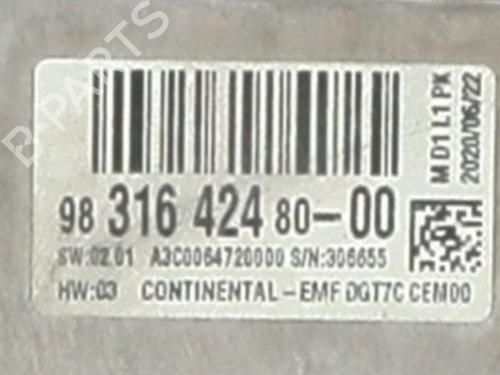 B-PARTS
98 316 424 80-00
SW:02.01 A3C0064720000 S/N:306655
HW:03 CONTINENTAL-EMF DGT7C CEM00
MD1L1PK
2020/06/22